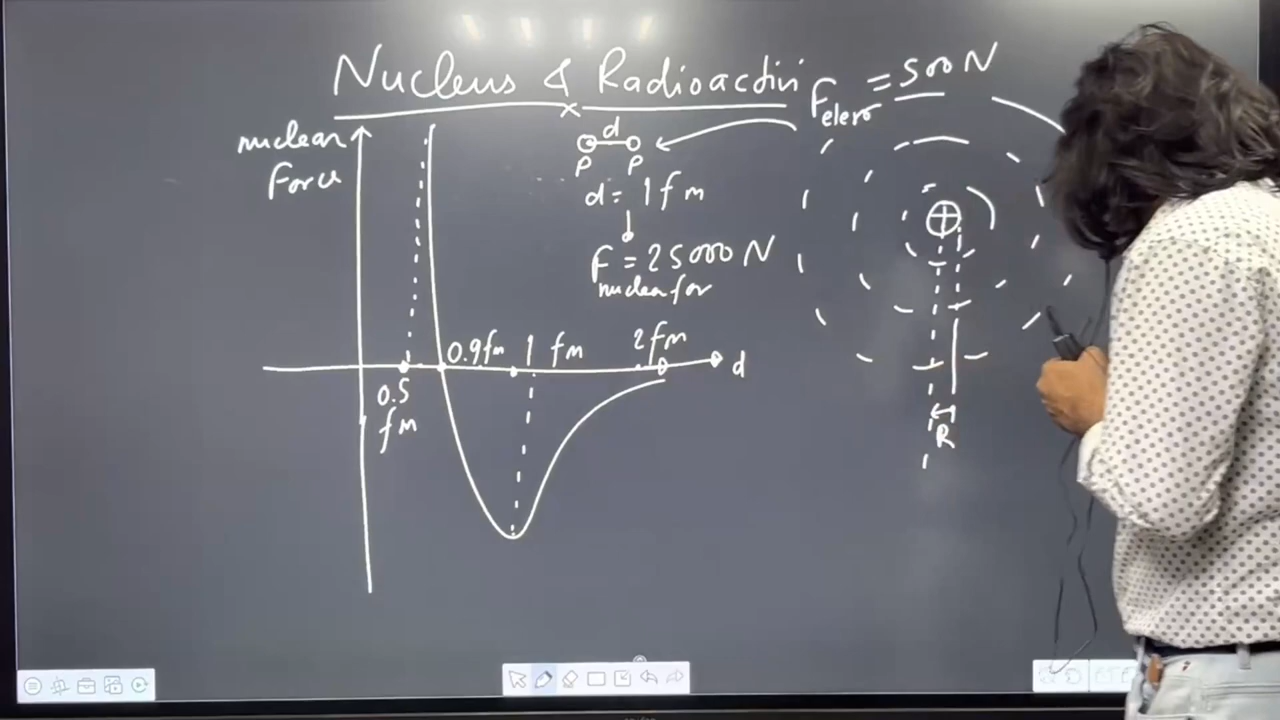 Nucleus & Radioactivi
nuclear
Force
d
P P
d = 1 fm
F = 25000 N
nuclear for
F = 500 N
elero
0.5
fm
0.9 fm
1 fm
2 fm
d
+
R